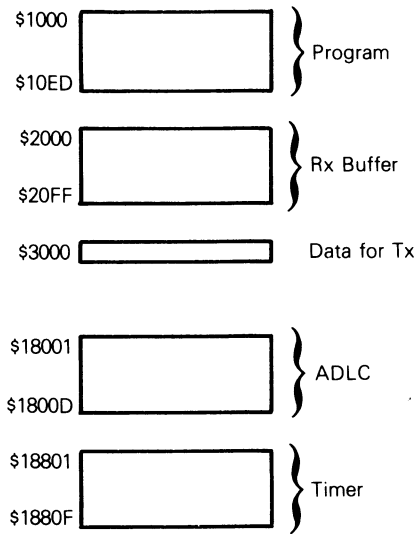 $1000
Program
$10ED
$2000
Rx Buffer
$20FF
$3000 Data for Tx
$18001
ADLC
$1800D
$18801
Timer
$1880F